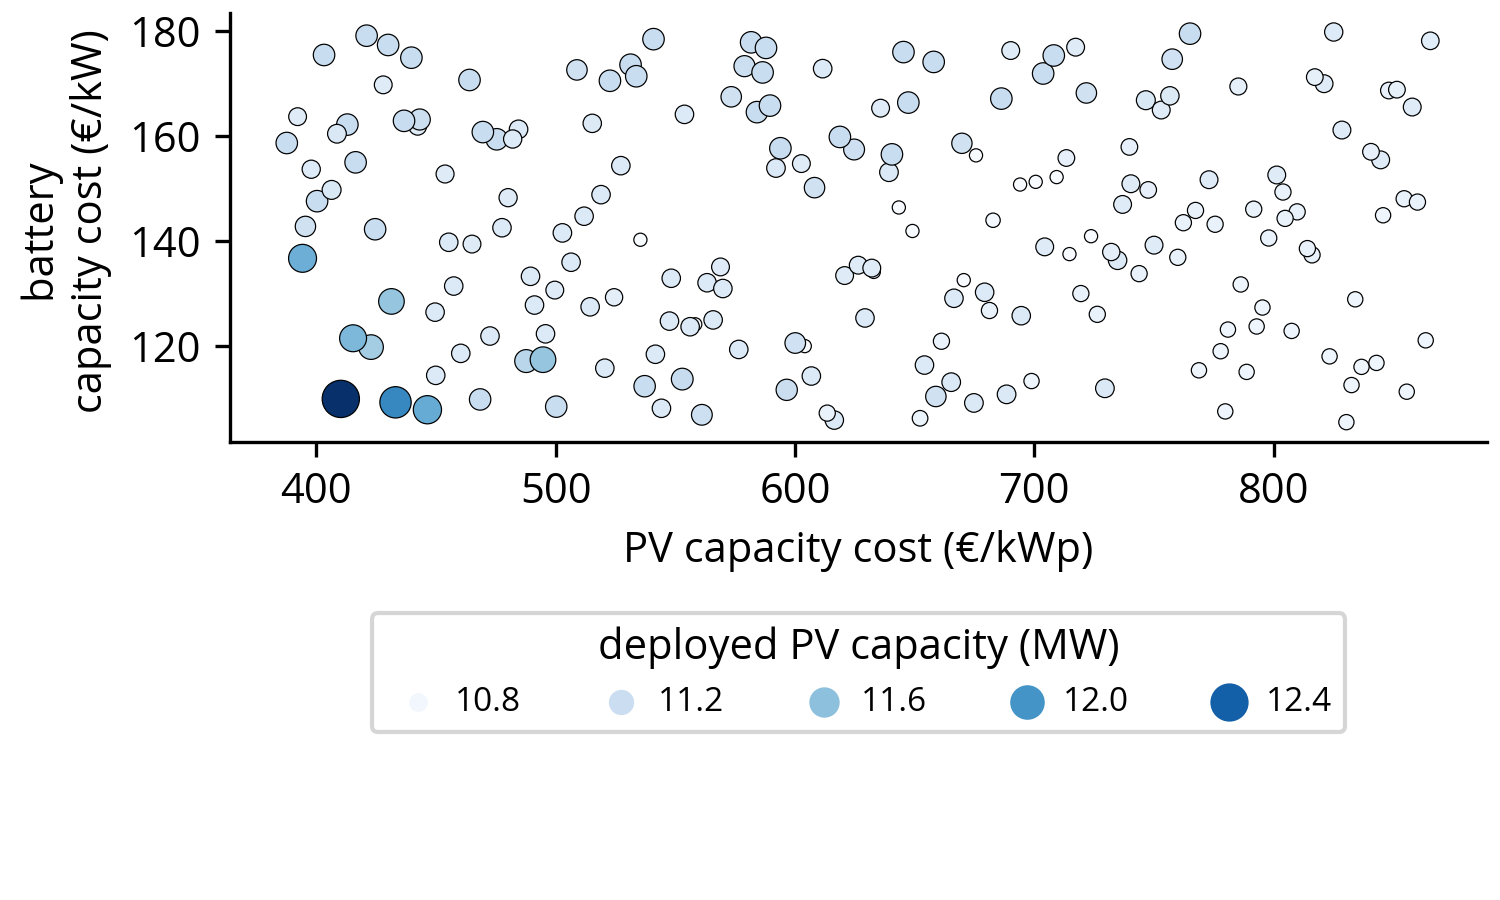 battery
capacity cost (€/kW)
180
160
140
120
400 500 600 700 800
PV capacity cost (€/kWp)
deployed PV capacity (MW)
10.8 11.2 11.6 12.0 12.4